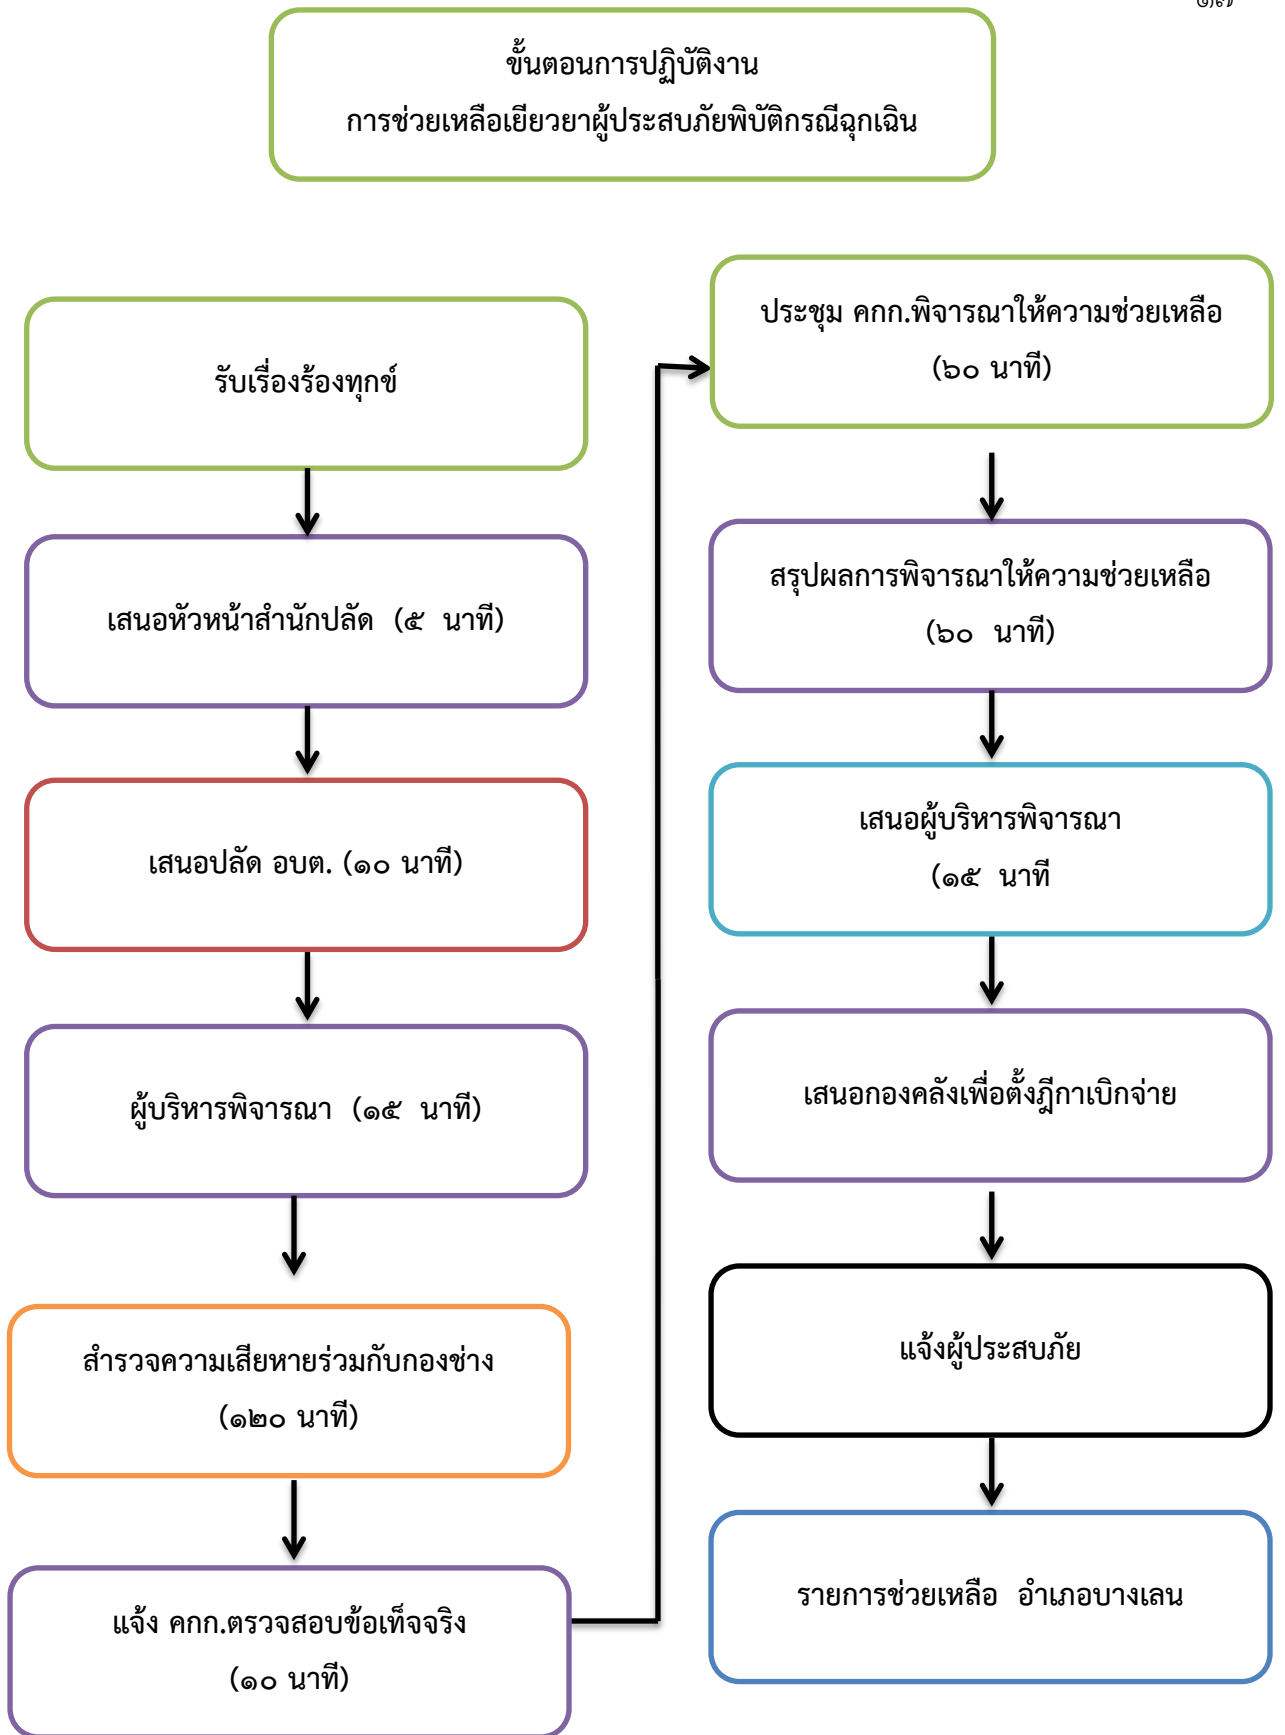 ๑๗
ขั้นตอนการปฏิบัติงาน
การช่วยเหลือเยียวยาผู้ประสบภัยพิบัติกรณีฉุกเฉิน
รับเรื่องร้องทุกข์
เสนอหัวหน้าสำนักปลัด (๕ นาที)
เสนอปลัด อบต. (๑๐ นาที)
ผู้บริหารพิจารณา (๑๕ นาที)
สำรวจความเสียหายร่วมกับกองช่าง
(๑๒๐ นาที)
แจ้ง คกก.ตรวจสอบข้อเท็จจริง
(๑๐ นาที)
ประชุม คกก.พิจารณาให้ความช่วยเหลือ
(๖๐ นาที)
สรุปผลการพิจารณาให้ความช่วยเหลือ
(๖๐ นาที)
เสนอผู้บริหารพิจารณา
(๑๕ นาที
เสนอกองคลังเพื่อตั้งฎีกาเบิกจ่าย
แจ้งผู้ประสบภัย
รายการช่วยเหลือ อำเภอบางเลน